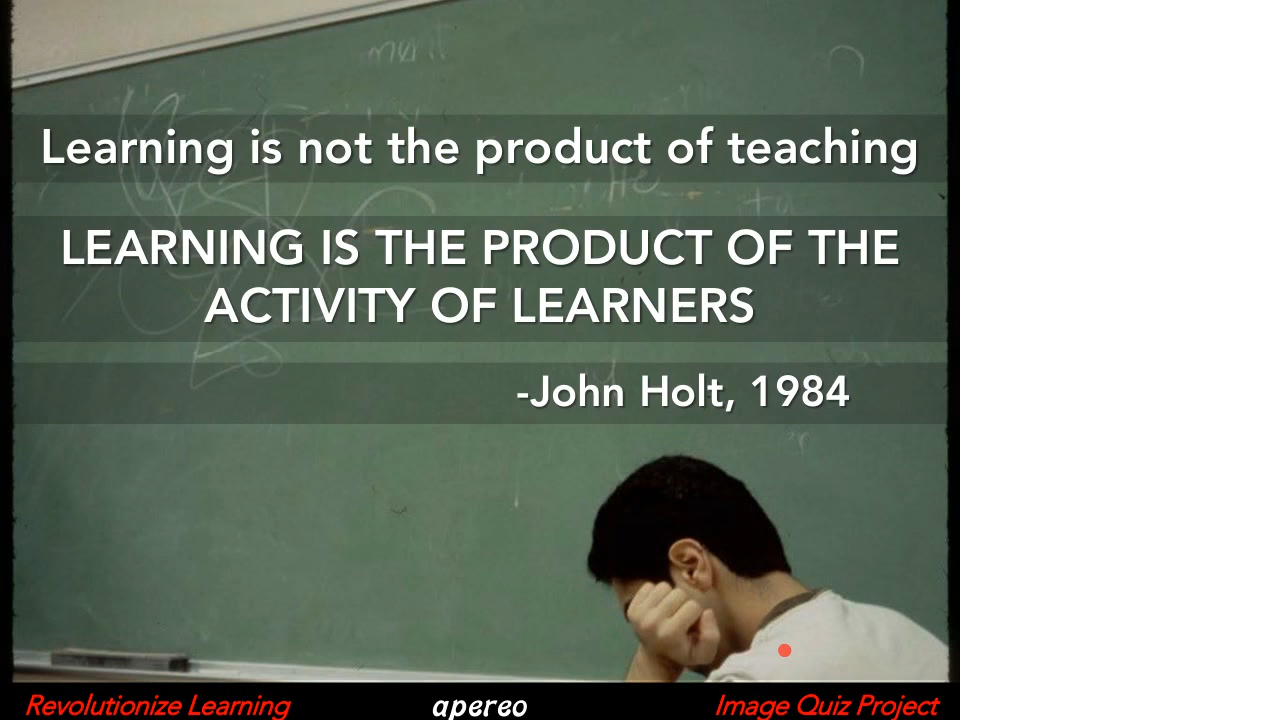 Learning is not the product of teaching
LEARNING IS THE PRODUCT OF THE
ACTIVITY OF LEARNERS
-John Holt, 1984
Revolutionize Learning
apereo
Image Quiz Project